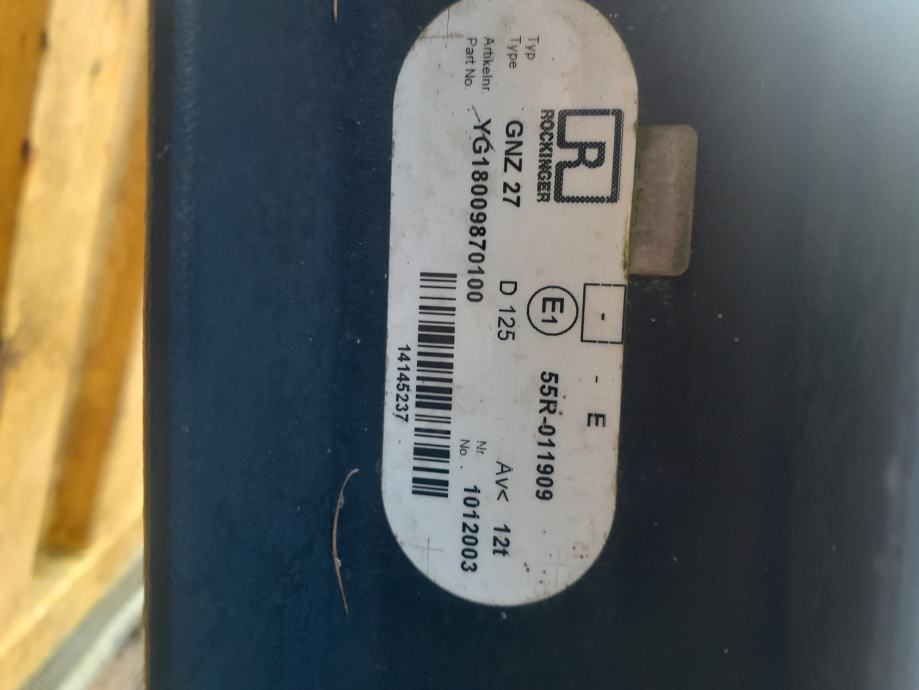 R
ROCKINGER
- - E
E1 55R-011909
Typ
Type
GNZ 27 D 125 Av< 12t
Artikelnr.
Part No.
YG18009870100
Nr.
No.
1012003
14145237